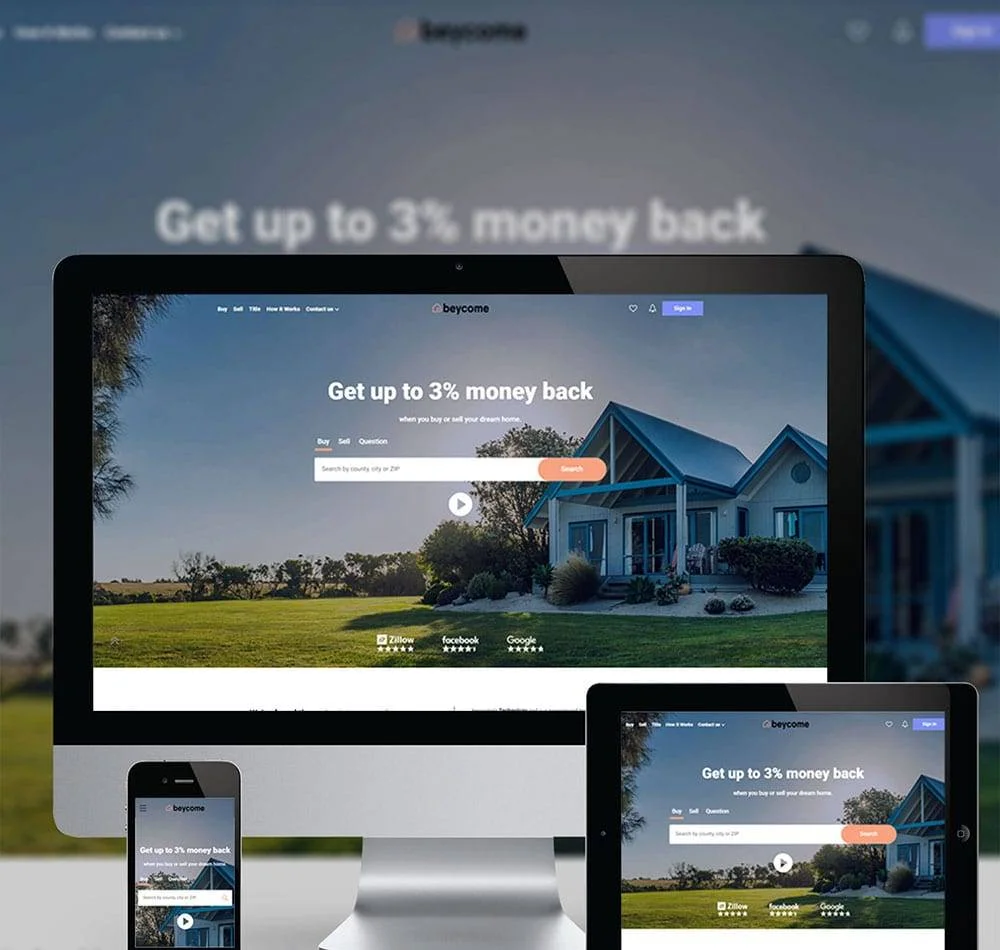 How It Works Contact us
beycome
Sign In
Get up to 3% money back
Buy Sell Title How It Works Contact us
beycome
Sign In
Get up to 3% money back
when you buy or sell your dream home.
Buy Sell Question
Search by county, city or ZIP
Search
Zillow facebook Google
Buy Sell Title How It Works Contact us
beycome
Sign In
Get up to 3% money back
when you buy or sell your dream home.
Buy Sell Question
Search by county, city or ZIP
Search
Zillow facebook Google
beycome
Get up to 3% money back
when you buy or sell your dream home
Search by county, city or ZIP